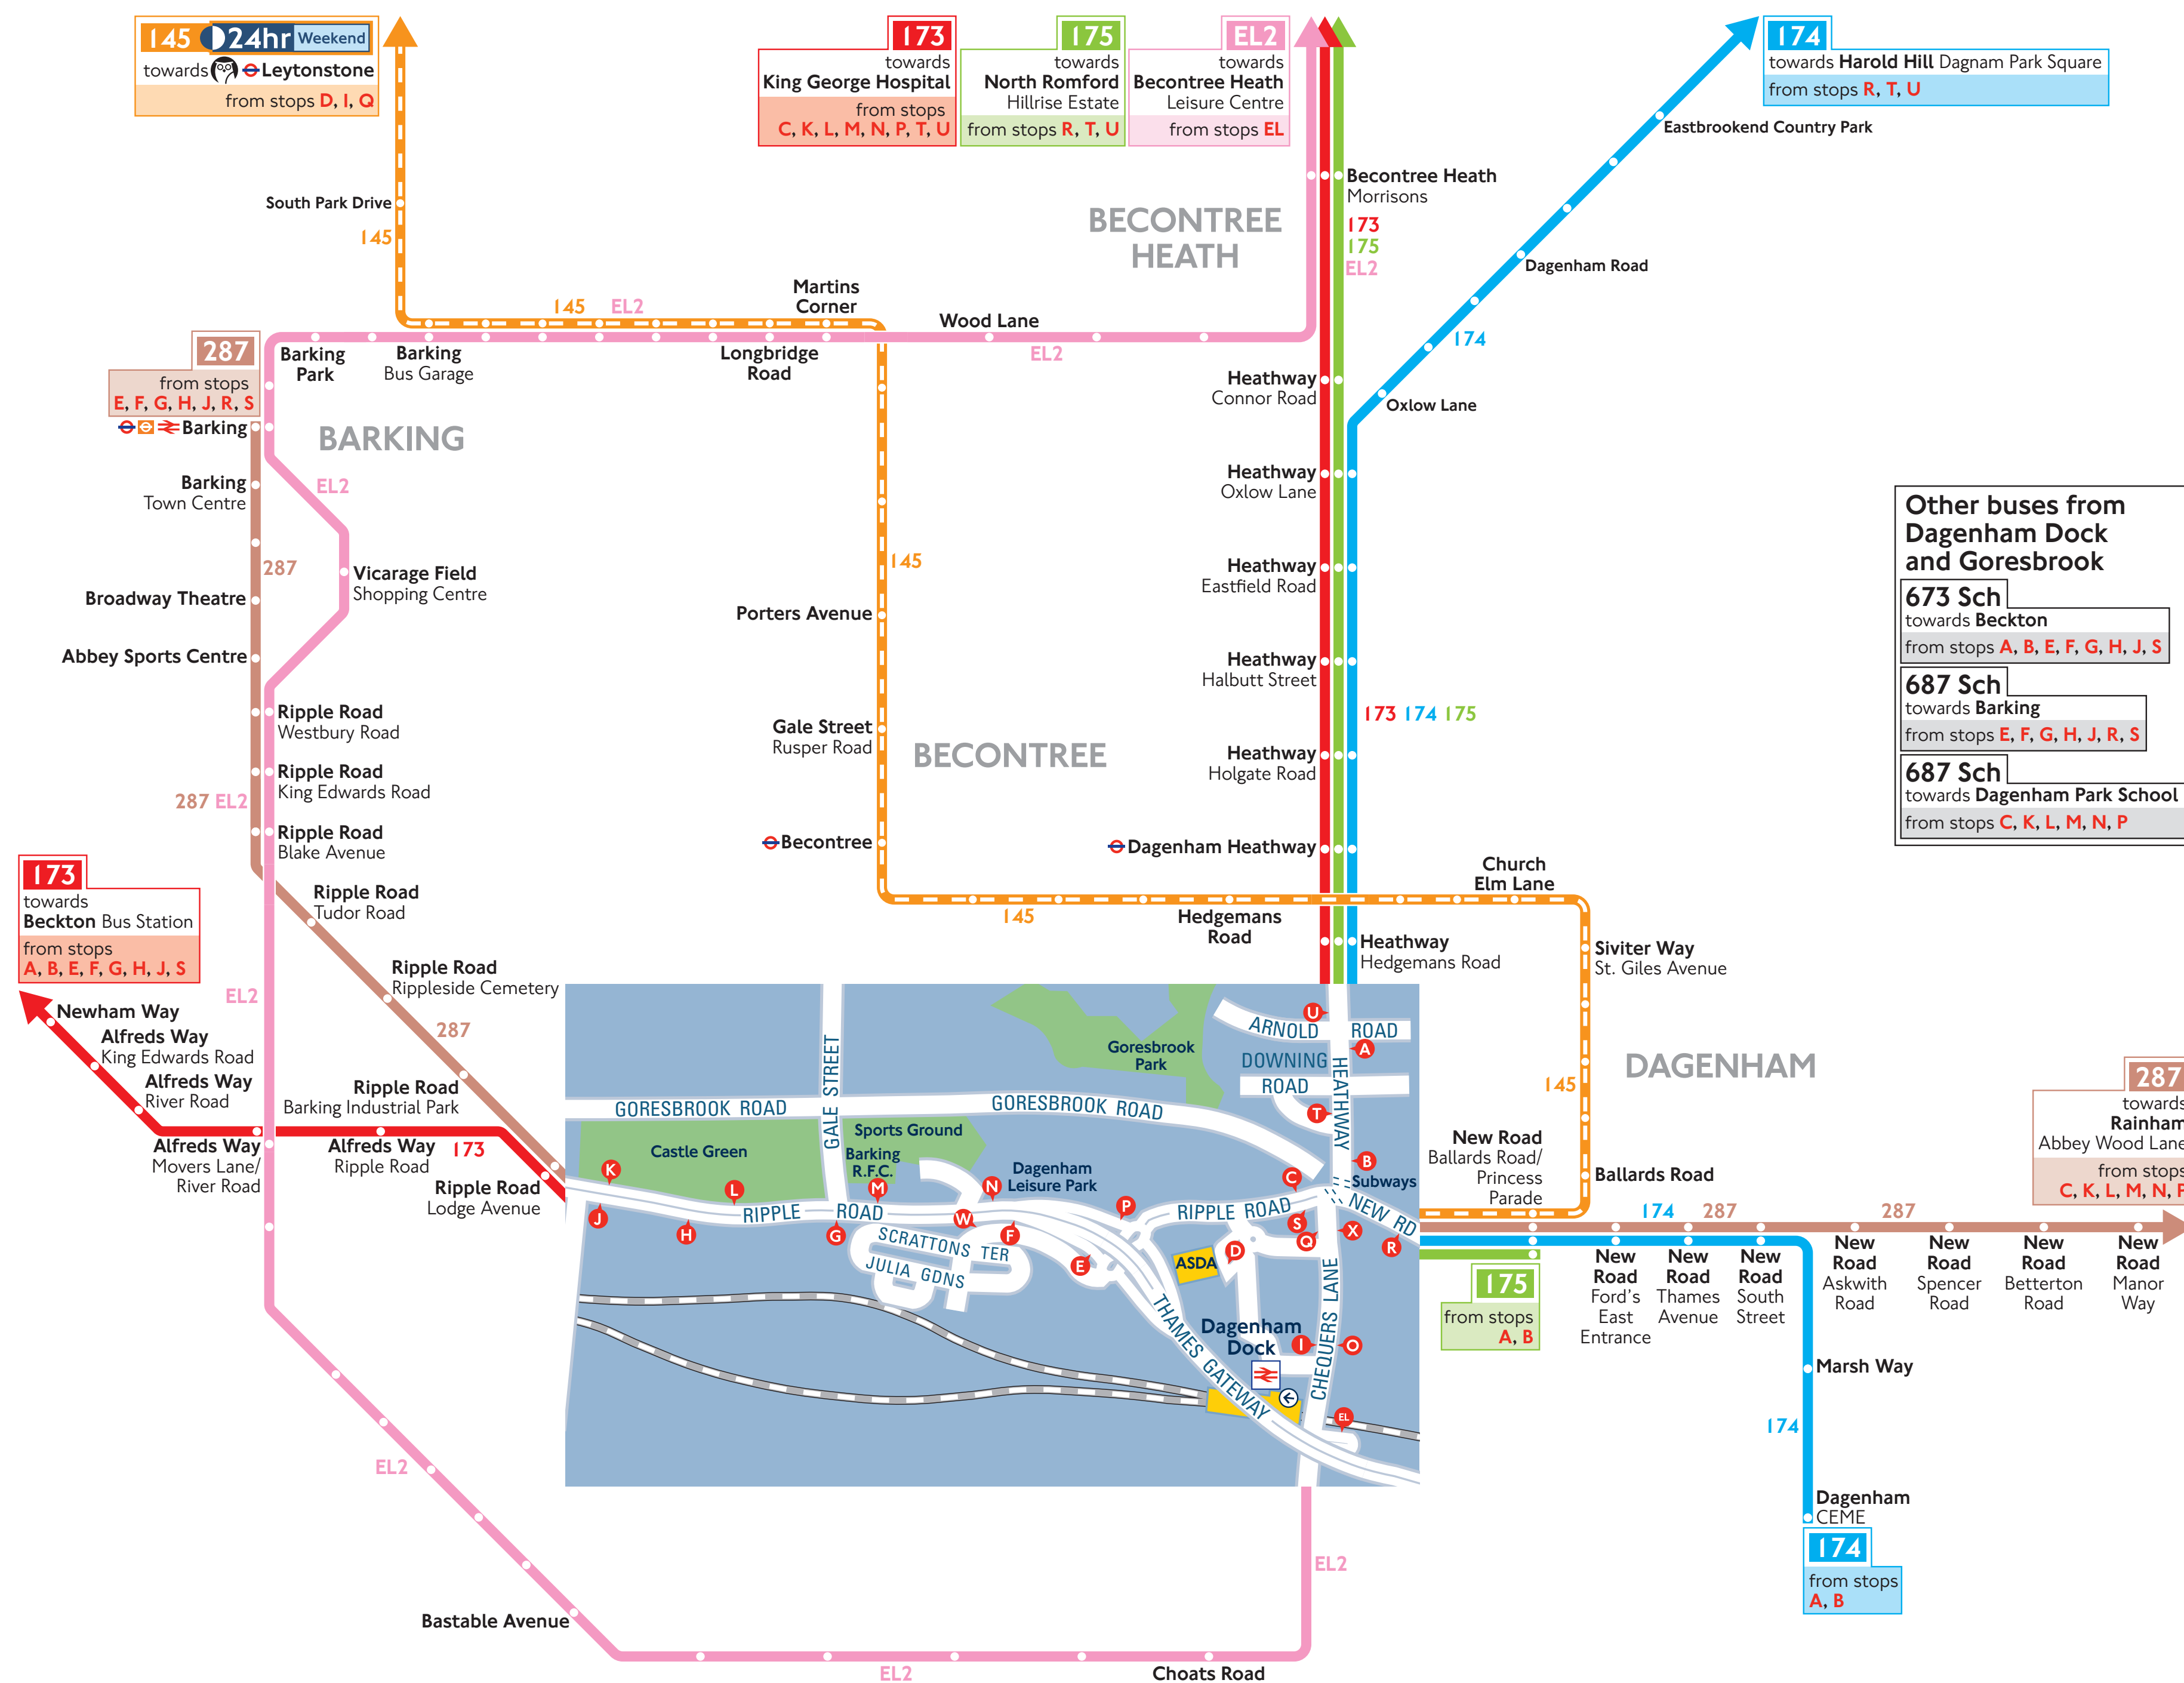 145 24hr Weekend
towards Leytonstone
from stops D, I, Q
173
towards
King George Hospital
from stops
C, K, L, M, N, P, T, U
175
towards
North Romford
Hillrise Estate
from stops R, T, U
EL2
towards
Becontree Heath
Leisure Centre
from stops EL
174
towards Harold Hill Dagnam Park Square
from stops R, T, U
Eastbrookend Country Park
Dagenham Road
174
Oxlow Lane
Becontree Heath
Morrisons
173
175
EL2
BECONTREE
HEATH
South Park Drive
145
145 EL2
Martins
Corner
Wood Lane
EL2
Barking
Park
Barking
Bus Garage
Longbridge
Road
287
from stops
E, F, G, H, J, R, S
Barking
BARKING
Barking
Town Centre
EL2
287
Vicarage Field
Shopping Centre
Broadway Theatre
Abbey Sports Centre
Ripple Road
Westbury Road
Ripple Road
King Edwards Road
287 EL2
Ripple Road
Blake Avenue
Ripple Road
Tudor Road
Ripple Road
Rippleside Cemetery
287
EL2
173
towards
Beckton Bus Station
from stops
A, B, E, F, G, H, J, S
Newham Way
Alfreds Way
King Edwards Road
Alfreds Way
River Road
Ripple Road
Barking Industrial Park
Alfreds Way
Movers Lane/
River Road
Alfreds Way
Ripple Road
173
Ripple Road
Lodge Avenue
145
Porters Avenue
Gale Street
Rusper Road
BECONTREE
Becontree
145
Hedgemans
Road
Heathway
Connor Road
Heathway
Oxlow Lane
Heathway
Eastfield Road
Heathway
Halbutt Street
173 174 175
Heathway
Holgate Road
Dagenham Heathway
Church
Elm Lane
Heathway
Hedgemans Road
Siviter Way
St. Giles Avenue
145
DAGENHAM
New Road
Ballards Road/
Princess
Parade
Ballards Road
Other buses from
Dagenham Dock
and Goresbrook
673 Sch
towards Beckton
from stops A, B, E, F, G, H, J, S
687 Sch
towards Barking
from stops E, F, G, H, J, R, S
687 Sch
towards Dagenham Park School
from stops C, K, L, M, N, P
287
towards
Rainham
Abbey Wood Lane
from stops
C, K, L, M, N, P
174 287
287
175
from stops
A, B
New
Road
Ford's
East
Entrance
New
Road
Thames
Avenue
New
Road
South
Street
New
Road
Askwith
Road
New
Road
Spencer
Road
New
Road
Betterton
Road
New
Road
Manor
Way
Marsh Way
174
Dagenham
CEME
174
from stops
A, B
U
ARNOLD ROAD
A
Goresbrook
Park
DOWNING
ROAD
HEATHWAY
T
GALE STREET
GORESBROOK ROAD
GORESBROOK ROAD
Castle Green
Sports Ground
Barking
R.F.C.
Dagenham
Leisure Park
B
Subways
K
L
M
N
P
C
J
H
RIPPLE ROAD
G
W
F
RIPPLE ROAD
S
Q
X
NEW RD
R
SCRATTONS TER
JULIA GDNS
E
ASDA
D
THAMES GATEWAY
Dagenham
Dock
I
O
CHEQUERS LANE
EL
EL2
EL2
Bastable Avenue
EL2
Choats Road